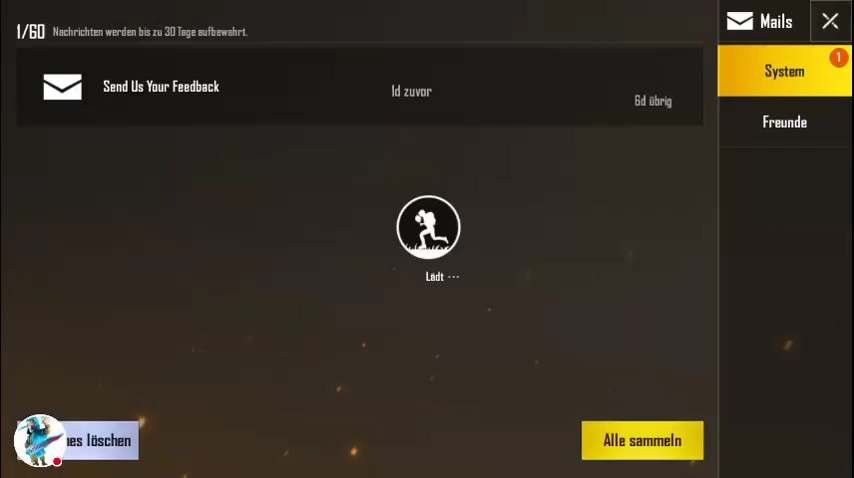 1/60 Nachrichten werden bis zu 30 Tage aufbewahrt.
Mails
System
1
Freunde
Send Us Your Feedback
1d zuvor
6d übrig
Lädt ...
löschen
Alle sammeln